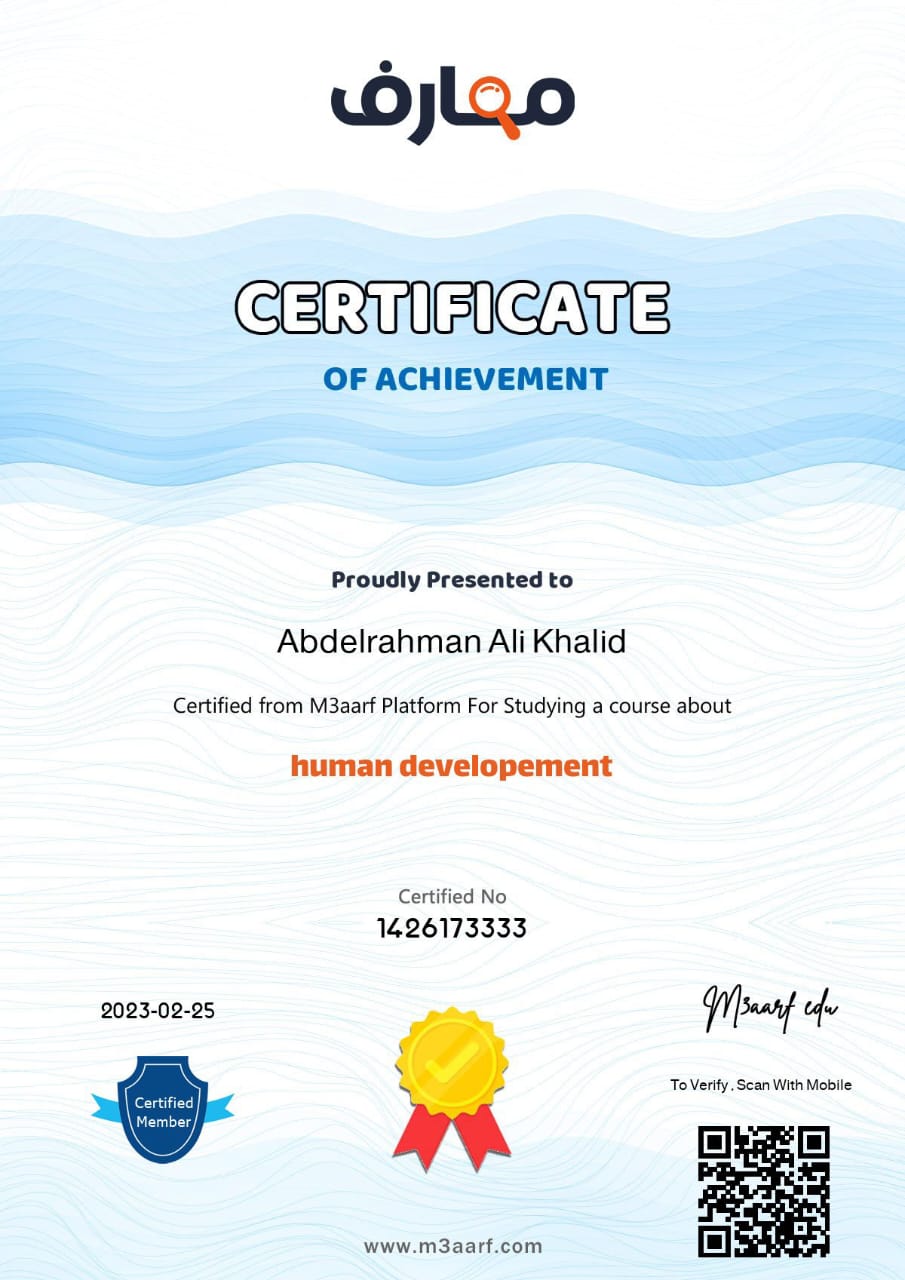 معارف
CERTIFICATE
OF ACHIEVEMENT
Proudly Presented to
Abdelrahman Ali Khalid
Certified from M3aarf Platform For Studying a course about
human developement
Certified No
1426173333
2023-02-25
M3aarf edu
Certified
Member
To Verify , Scan With Mobile
www.m3aarf.com